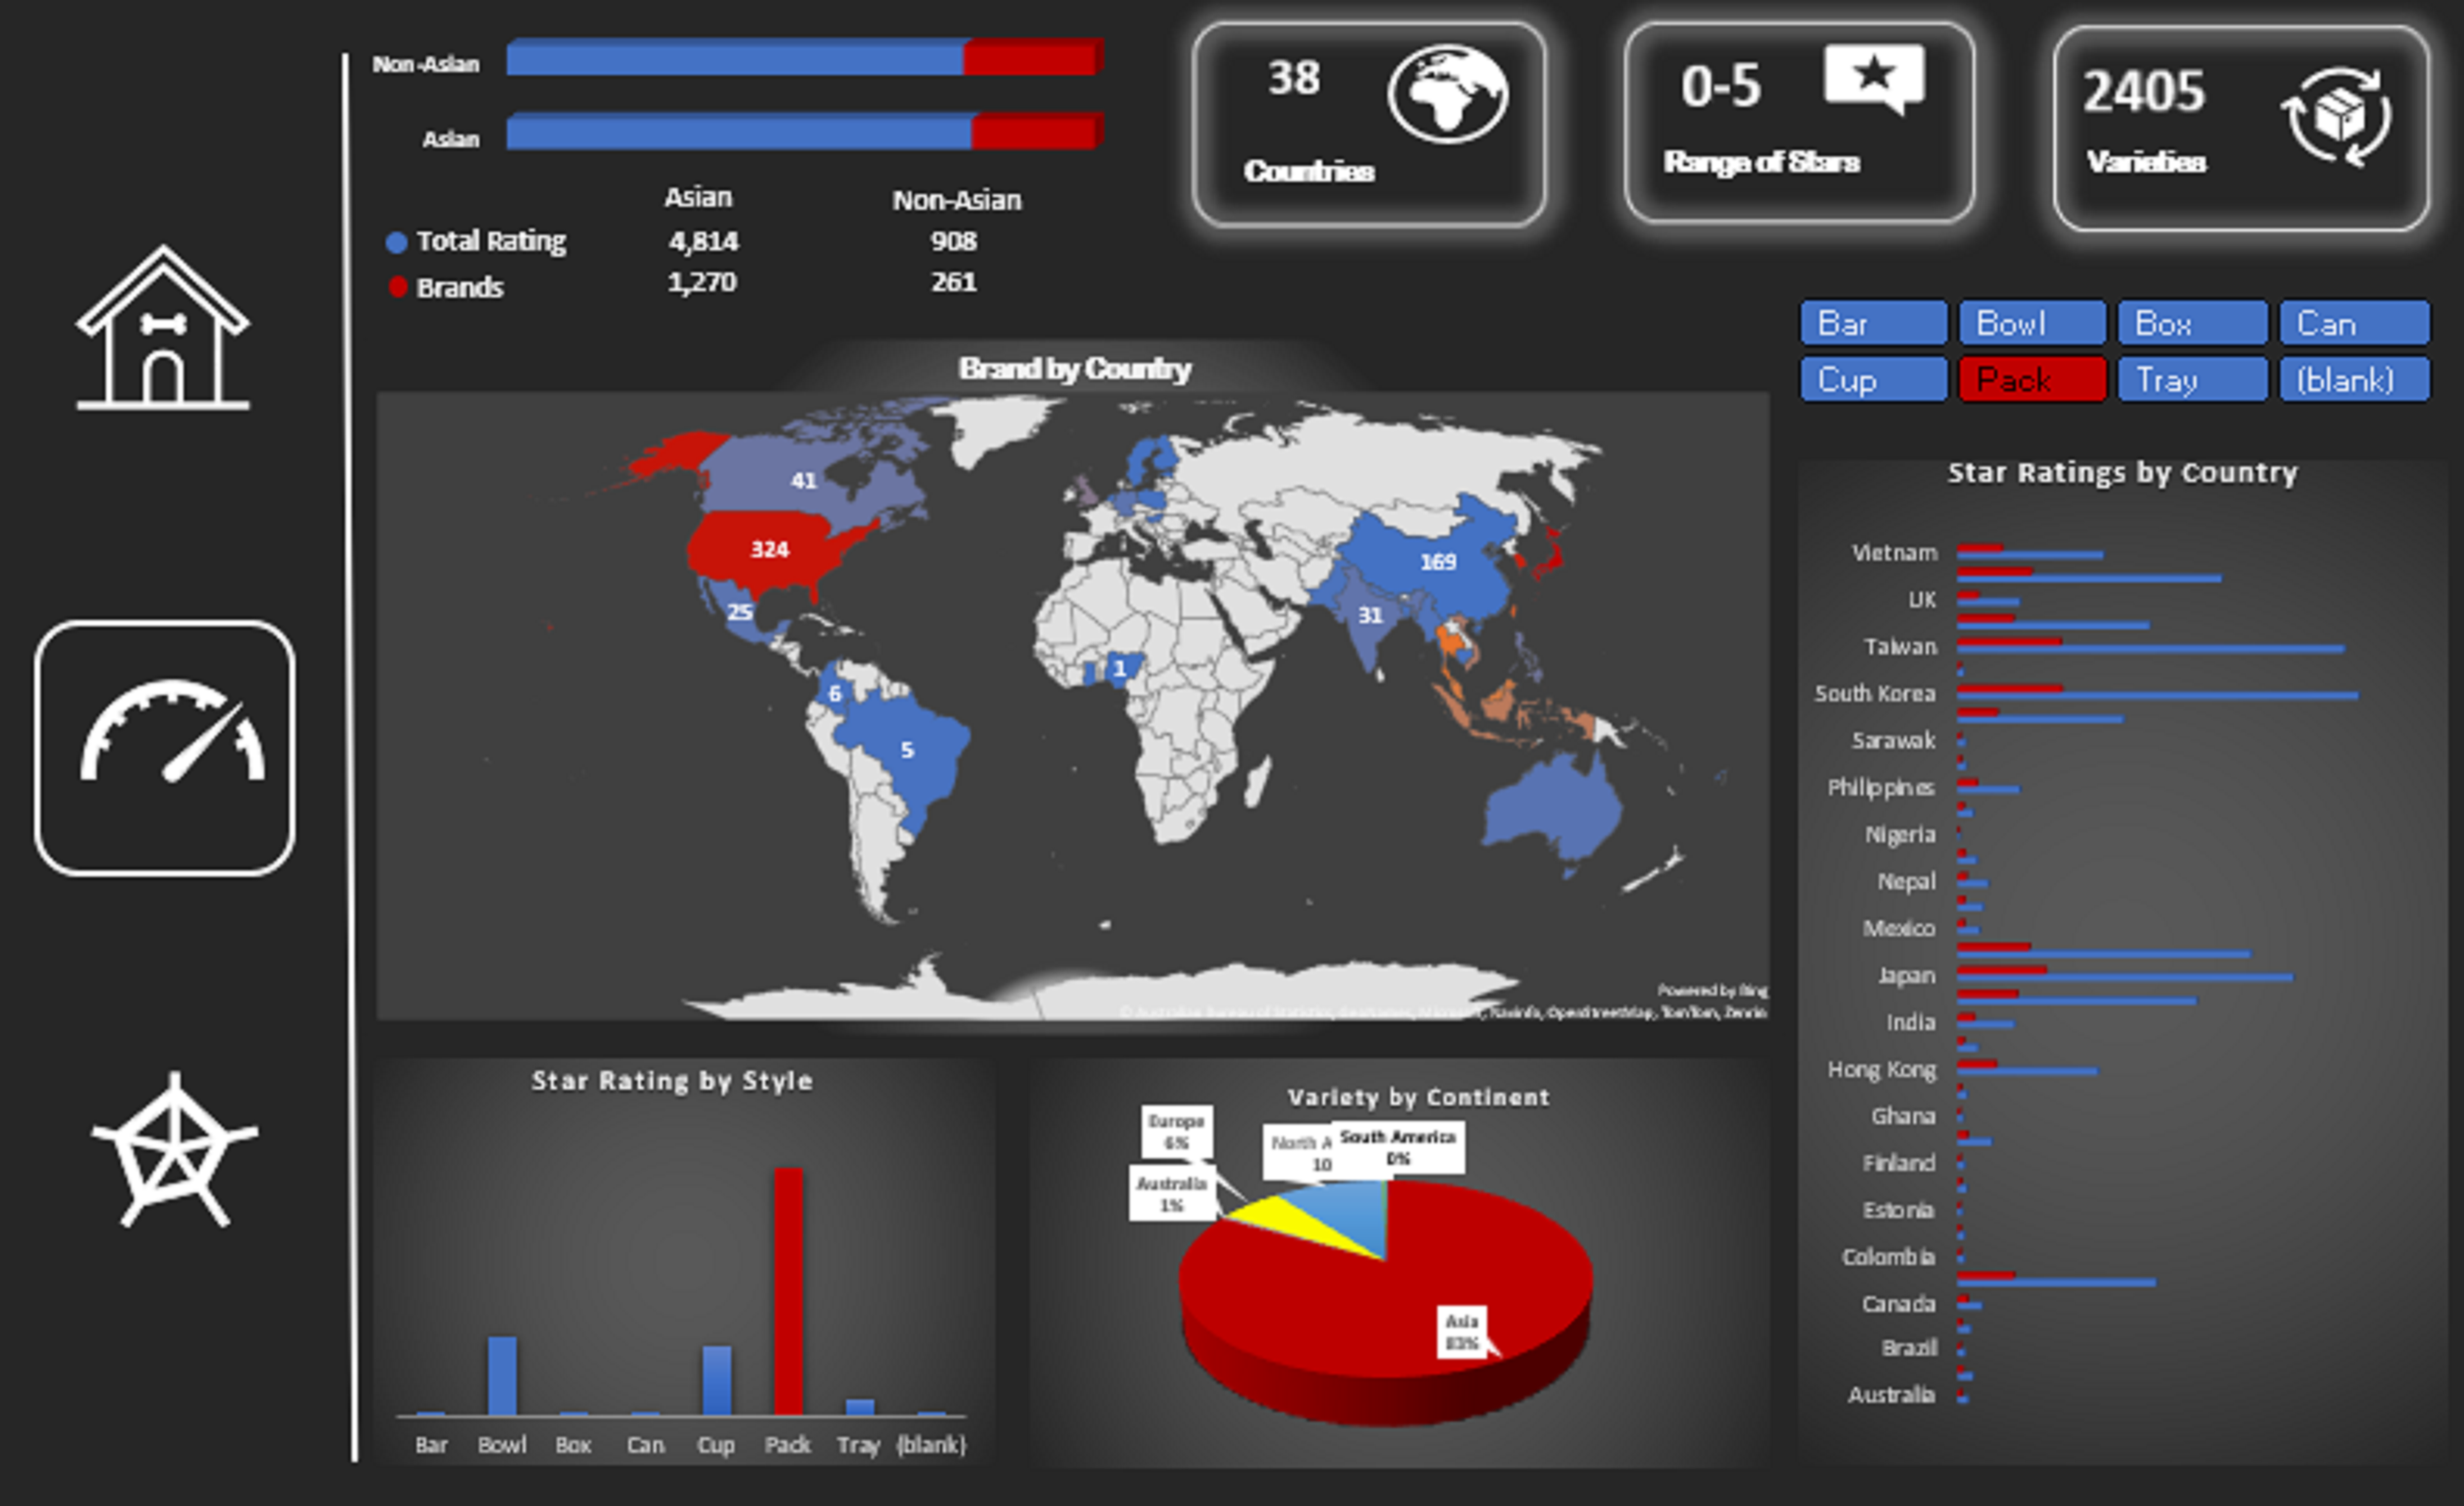 Non-Asian
Asian
Asian Non-Asian
Total Rating 4,814 908
Brands 1,270 261
38
Countries
0-5
Range of Stars
2405
Varieties
Bar Bowl Box Can
Cup Pack Tray (blank)
Brand by Country
41
324
25
6
5
1
169
31
Powered by Bing
OpenStreetMap, TomTom, Zenrin
Star Ratings by Country
Vietnam
UK
Taiwan
South Korea
Sarawak
Philippines
Nigeria
Nepal
Mexico
Japan
India
Hong Kong
Ghana
Finland
Estonia
Colombia
Canada
Brazil
Australia
Star Rating by Style
Bar Bowl Box Can Cup Pack Tray (blank)
Variety by Continent
Europe
6%
North A
10
South America
0%
Australia
1%
Asia
83%